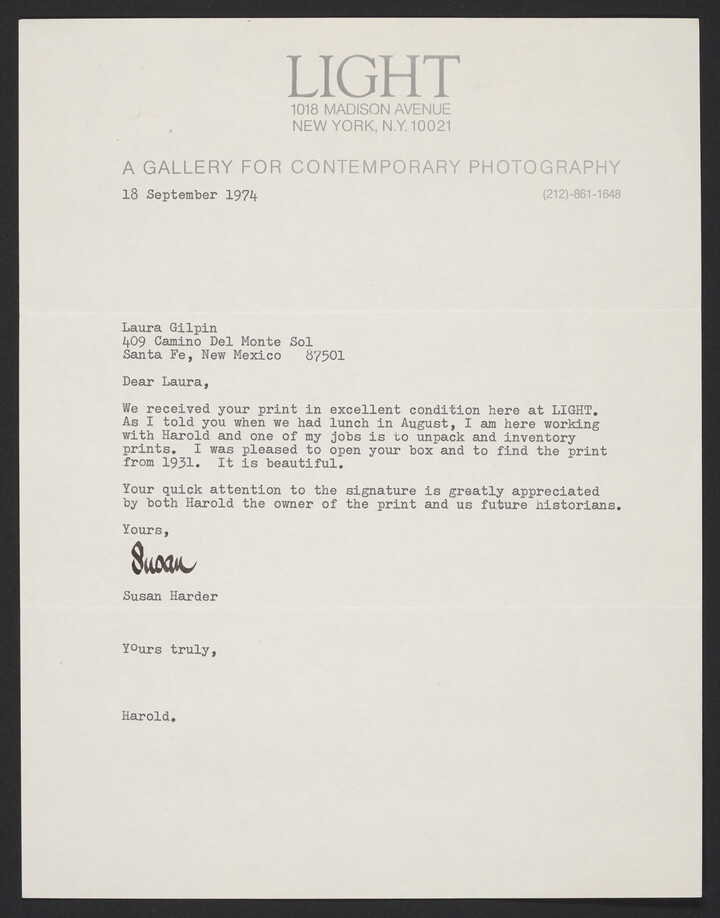 LIGHT
1018 MADISON AVENUE
NEW YORK, N.Y. 10021
A GALLERY FOR CONTEMPORARY PHOTOGRAPHY
18 September 1974
(212)-861-1648
Laura Gilpin
409 Camino Del Monte Sol
Santa Fe, New Mexico 87501
Dear Laura,
We received your print in excellent condition here at LIGHT.
As I told you when we had lunch in August, I am here working
with Harold and one of my jobs is to unpack and inventory
prints. I was pleased to open your box and to find the print
from 1931. It is beautiful.
Your quick attention to the signature is greatly appreciated
by both Harold the owner of the print and us future historians.
Yours,
Susan
Susan Harder
Yours truly,
Harold.